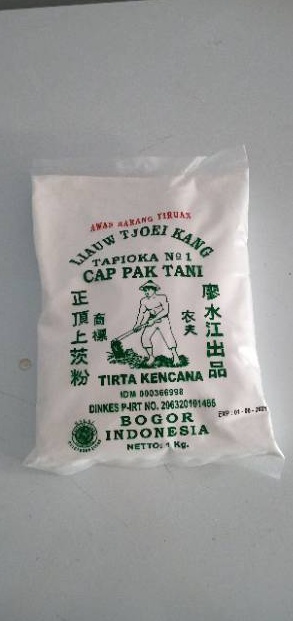 AWAS BARANG TIRUAN
LIAUW TJOEI KANG
TAPIOKA No 1
CAP PAK TANI
正頂上茨粉
商標
農夫
廖水江出品
TIRTA KENCANA
IDM 000366998
DINKES P-IRT NO. 206320101466
BOGOR
INDONESIA
NETTO: 1 Kg.